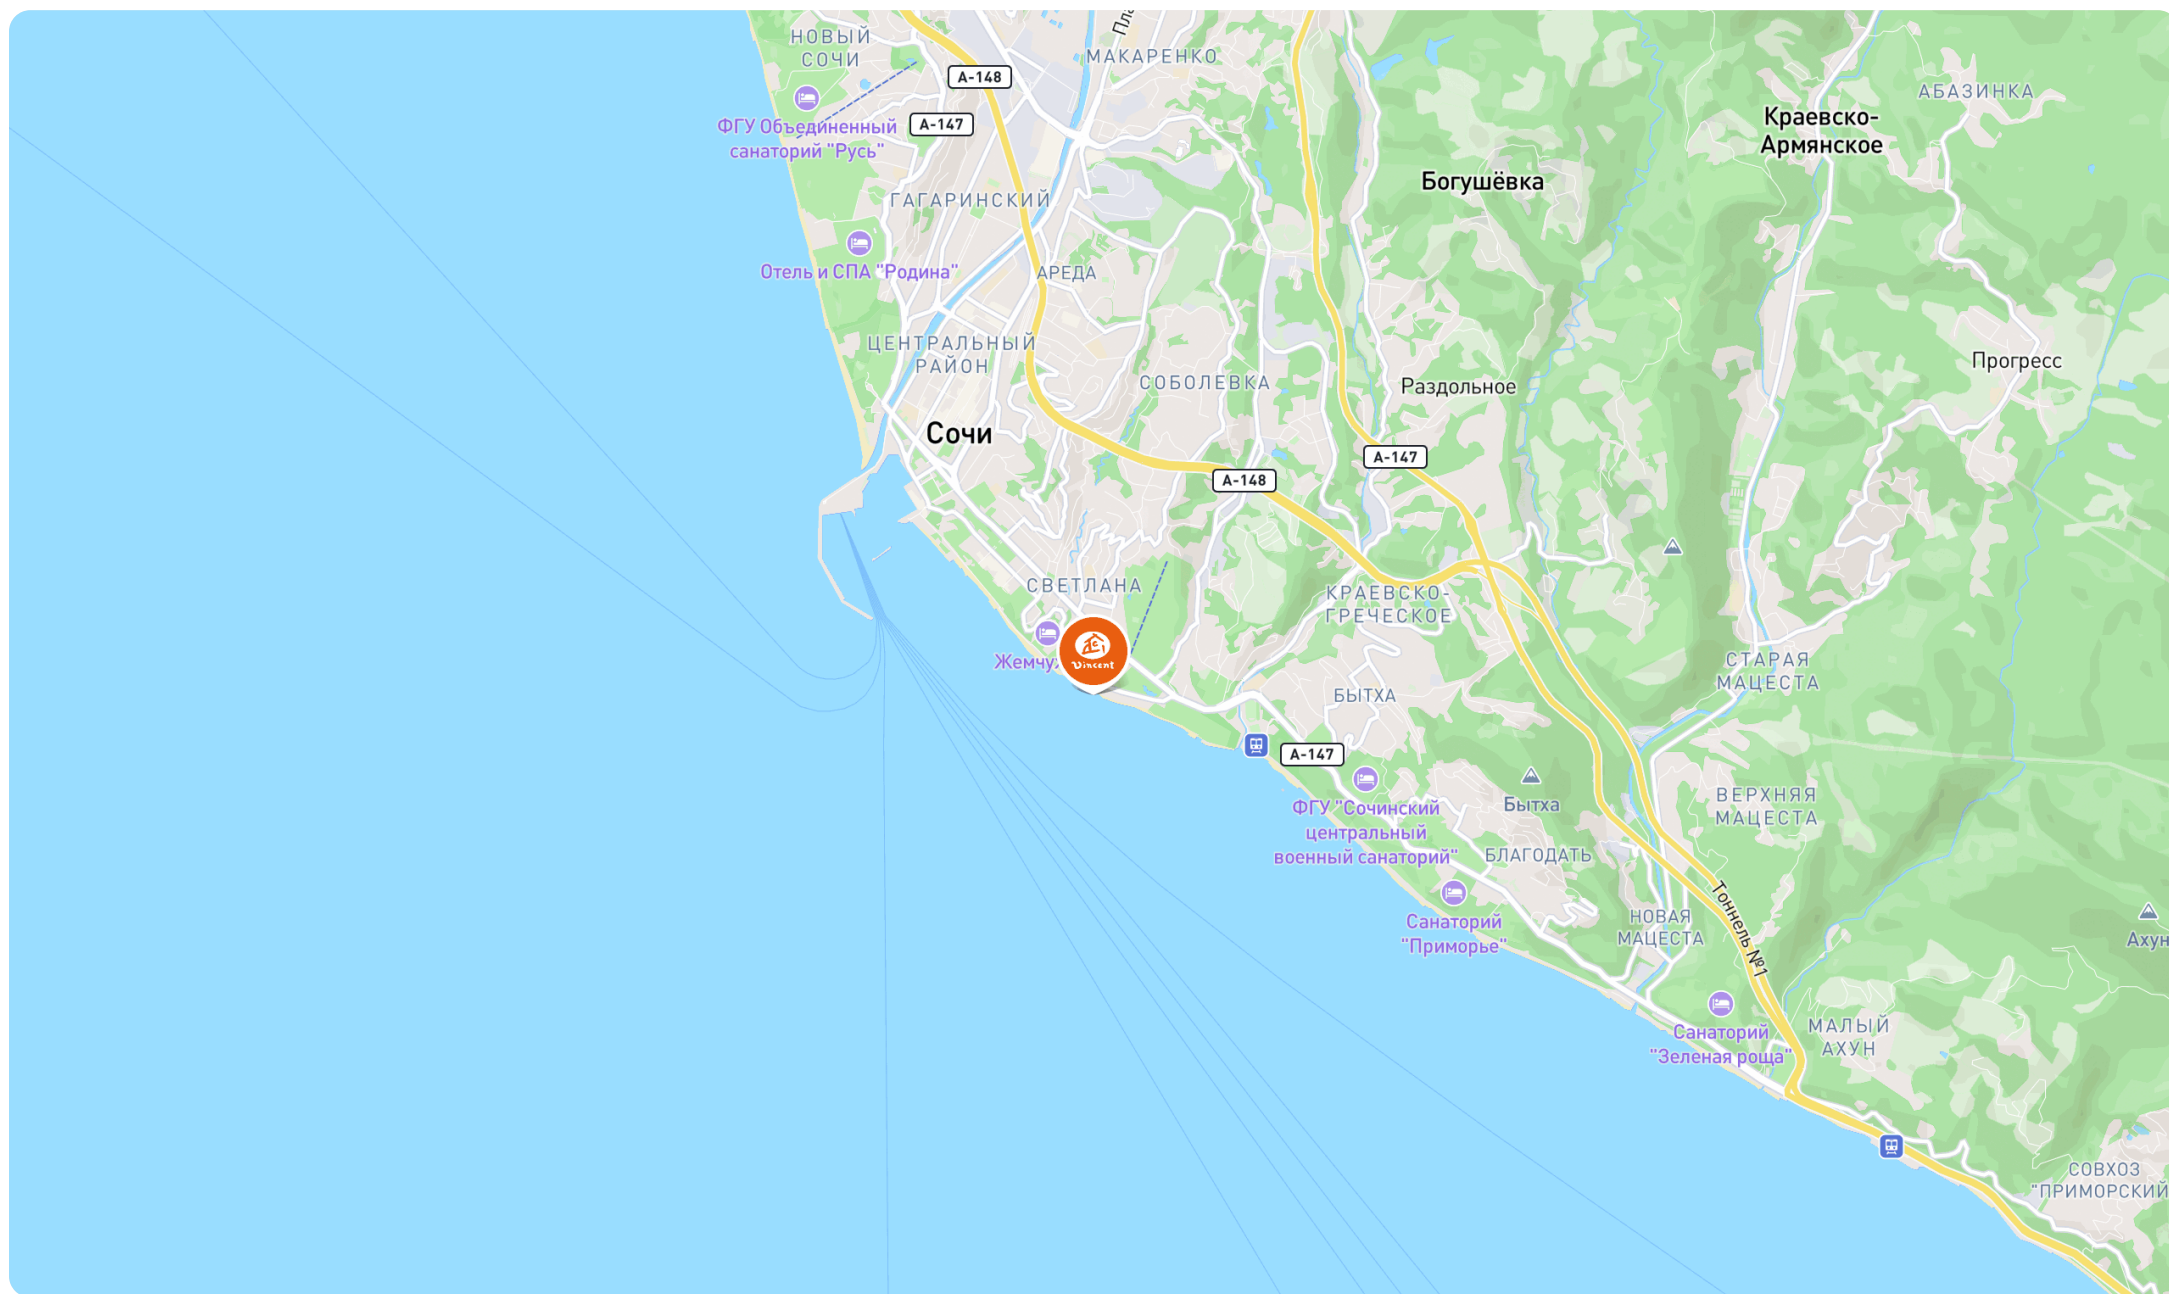 Пла
НОВЫЙ
СОЧИ
МАКАРЕНКО
А-148
АБАЗИНКА
ФГУ Объединенный
санаторий "Русь"
А-147
Краевско-
Армянское
Богушёвка
ГАГАРИНСКИЙ
Отель и СПА "Родина"
АРЕДА
ЦЕНТРАЛЬНЫЙ
РАЙОН
СОБОЛЕВКА
Раздольное
Прогресс
Сочи
А-147
А-148
СВЕТЛАНА
КРАЕВСКО-
ГРЕЧЕСКОЕ
Жемчу
Vincent
СТАРАЯ
МАЦЕСТА
БЫТХА
А-147
ФГУ "Сочинский
центральный
военный санаторий"
Бытха
ВЕРХНЯЯ
МАЦЕСТА
БЛАГОДАТЬ
Санаторий
"Приморье"
НОВАЯ
МАЦЕСТА
Тоннель №1
Ахун
Санаторий
"Зеленая роща"
МАЛЫЙ
АХУН
СОВХОЗ
"ПРИМОРСКИЙ